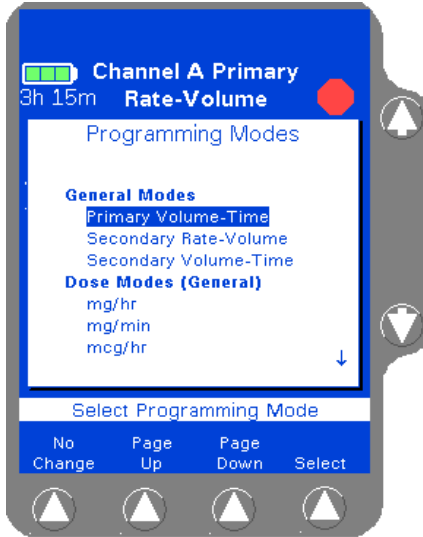 Channel A Primary
3h 15m Rate-Volume
Programming Modes
General Modes
Primary Volume-Time
Secondary Rate-Volume
Secondary Volume-Time
Dose Modes (General)
mg/hr
mg/min
mcg/hr
↓
Select Programming Mode
No Page Page
Change Up Down Select